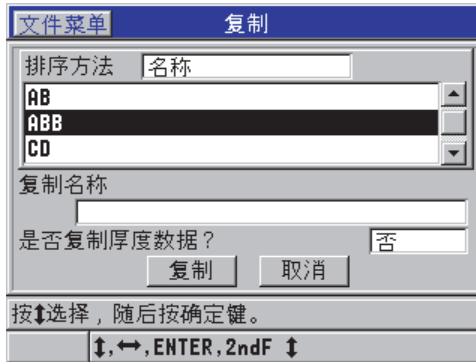 文件菜单 复制
排序方法 名称
AB
ABB
CD
复制名称
是否复制厚度数据？ 否
复制 取消
按↕选择，随后按确定键。
↕,↔,ENTER,2ndF ↕